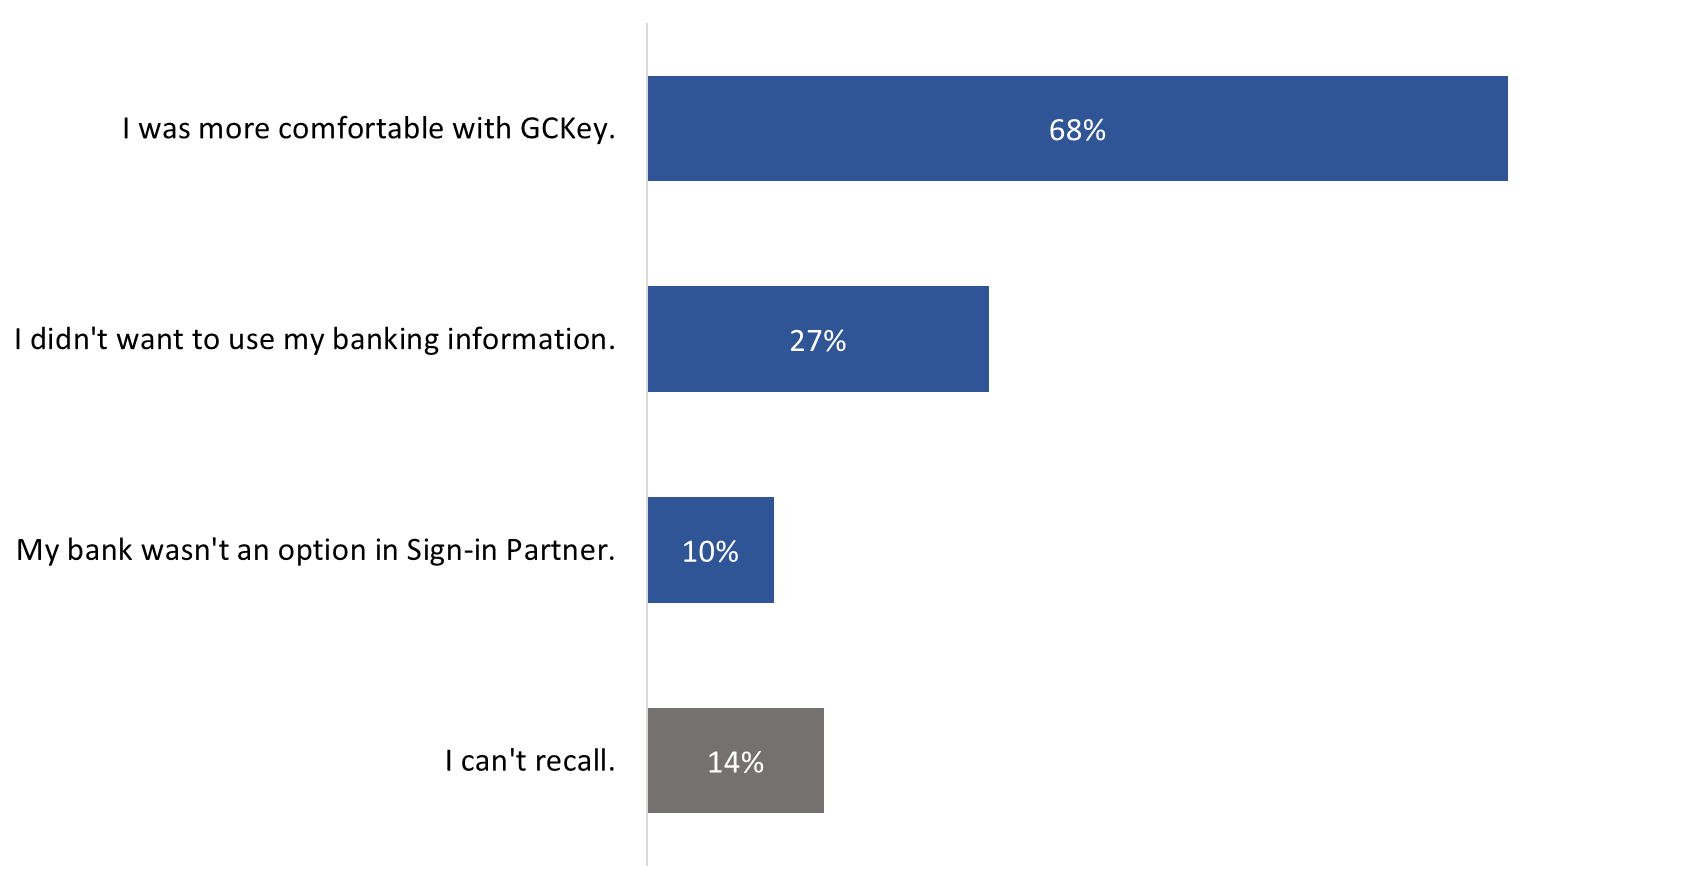 I was more comfortable with GCKey.
68%
I didn't want to use my banking information.
27%
My bank wasn't an option in Sign-in Partner.
10%
I can't recall.
14%